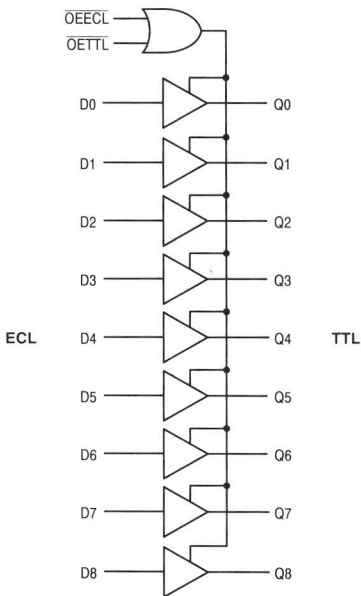 OEECL
OETTL
D0 Q0
D1 Q1
D2 Q2
D3 Q3
ECL D4 Q4 TTL
D5 Q5
D6 Q6
D7 Q7
D8 Q8